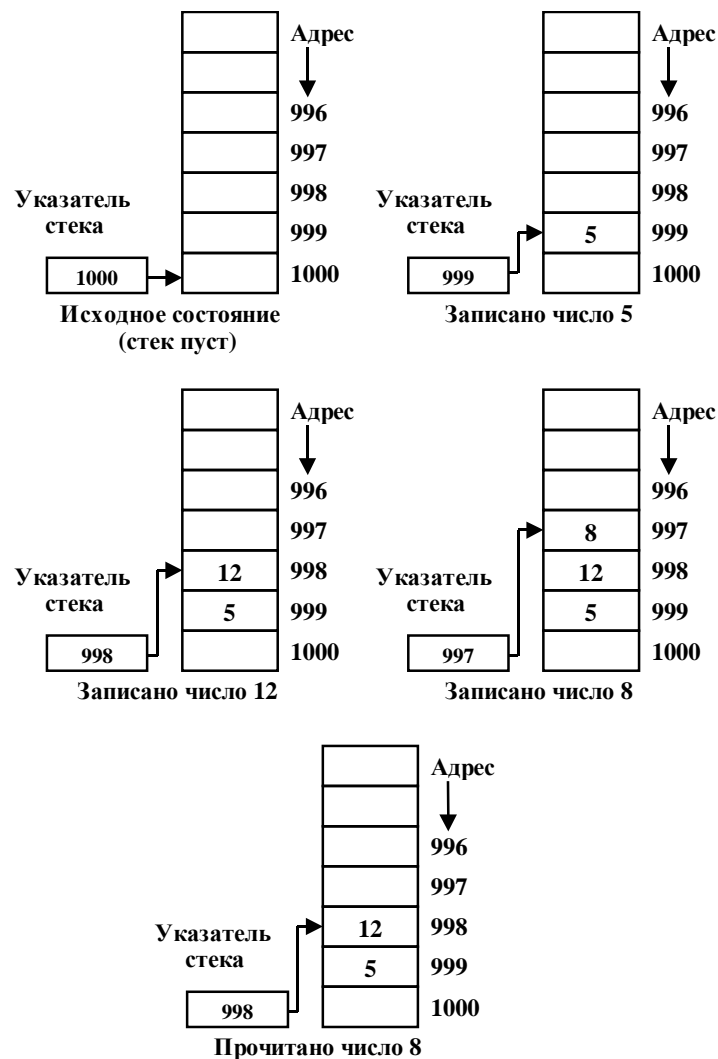 Адрес
996
997
998
999
1000
Указатель
стека
1000
Исходное состояние
(стек пуст)
Адрес
996
997
998
999
1000
5
Указатель
стека
999
Записано число 5
Адрес
996
997
12 998
5 999
1000
Указатель
стека
998
Записано число 12
Адрес
996
8 997
12 998
5 999
1000
Указатель
стека
997
Записано число 8
Адрес
996
997
12 998
5 999
1000
Указатель
стека
998
Прочитано число 8